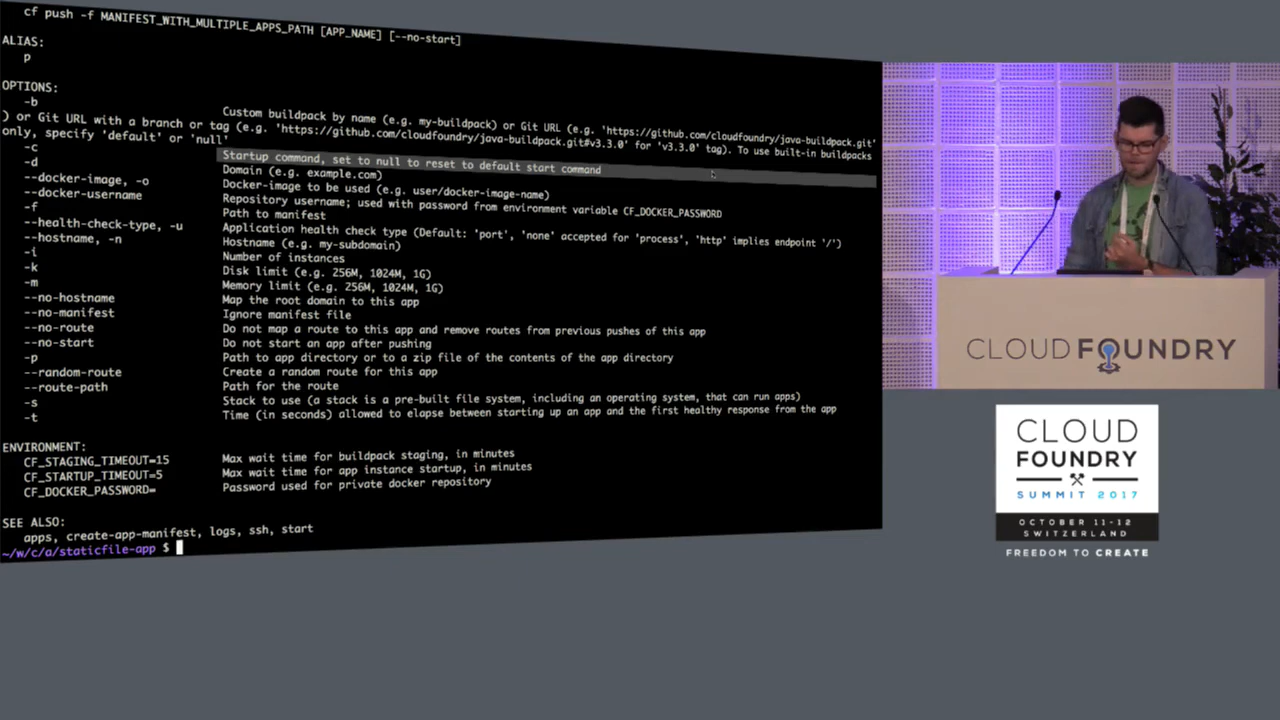 cf push -f MANIFEST_WITH_MULTIPLE_APPS_PATH [APP_NAME] [--no-start]
ALIAS:
p
OPTIONS:
-b Custom buildpack by name (e.g. my-buildpack) or Git URL (e.g. 'https://github.com/cloudfoundry/java-buildpack.git'
) or Git URL with a branch or tag (e.g. 'https://github.com/cloudfoundry/java-buildpack.git#v3.3.0' for 'v3.3.0' tag). To use built-in buildpacks
only, specify 'default' or 'null'
-c Startup command, set to null to reset to default start command
-d Domain (e.g. example.com)
--docker-image, -o Docker-image to be used (e.g. user/docker-image-name)
--docker-username Repository username; used with password from environment variable CF_DOCKER_PASSWORD
-f Path to manifest
--health-check-type, -u Application health check type (Default: 'port', 'none' accepted for 'process', 'http' implies endpoint '/')
--hostname, -n Hostname (e.g. my-subdomain)
-i Number of instances
-k Disk limit (e.g. 256M, 1024M, 1G)
-m Memory limit (e.g. 256M, 1024M, 1G)
--no-hostname Map the root domain to this app
--no-manifest Ignore manifest file
--no-route Do not map a route to this app and remove routes from previous pushes of this app
--no-start Do not start an app after pushing
-p Path to app directory or to a zip file of the contents of the app directory
--random-route Create a random route for this app
--route-path Path for the route
-s Stack to use (a stack is a pre-built file system, including an operating system, that can run apps)
-t Time (in seconds) allowed to elapse between starting up an app and the first healthy response from the app
ENVIRONMENT:
CF_STAGING_TIMEOUT=15 Max wait time for buildpack staging, in minutes
CF_STARTUP_TIMEOUT=5 Max wait time for app instance startup, in minutes
CF_DOCKER_PASSWORD= Password used for private docker repository
SEE ALSO:
apps, create-app-manifest, logs, ssh, start
~/w/c/a/staticfile-app $
CLOUD FOUNDRY
CLOUD
FOUNDRY
SUMMIT 2017
OCTOBER 11-12
SWITZERLAND
FREEDOM TO CREATE